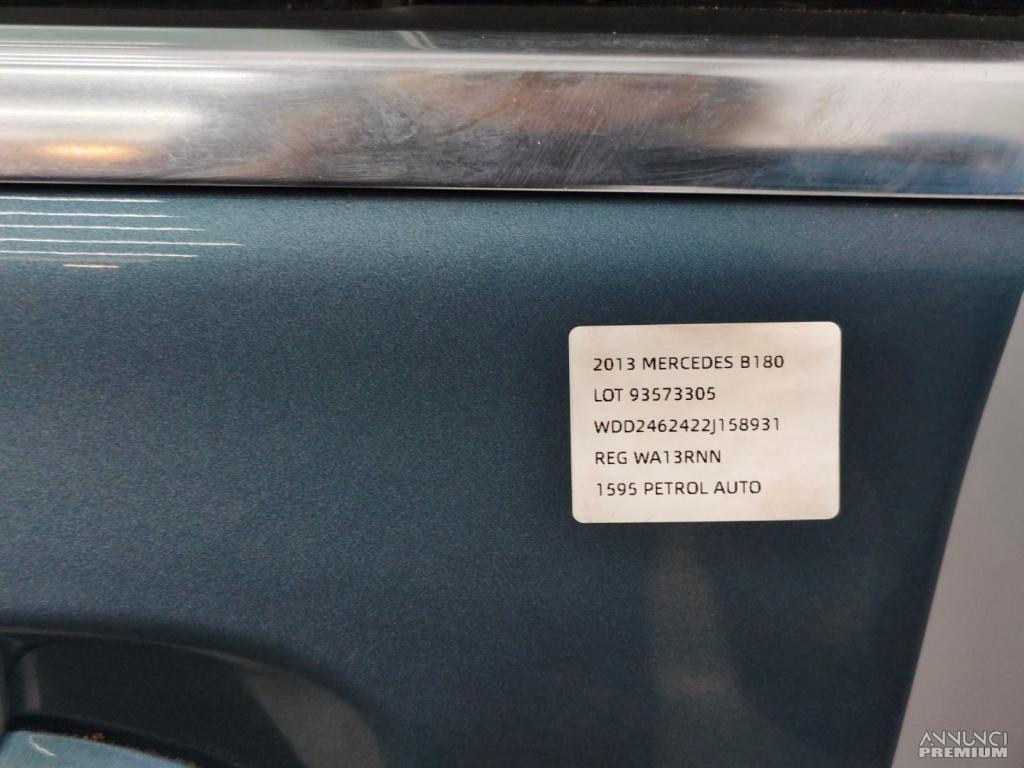 2013 MERCEDES B180
LOT 93573305
WDD2462422J158931
REG WA13RNN
1595 PETROL AUTO
ANNUNCI
PREMIUM